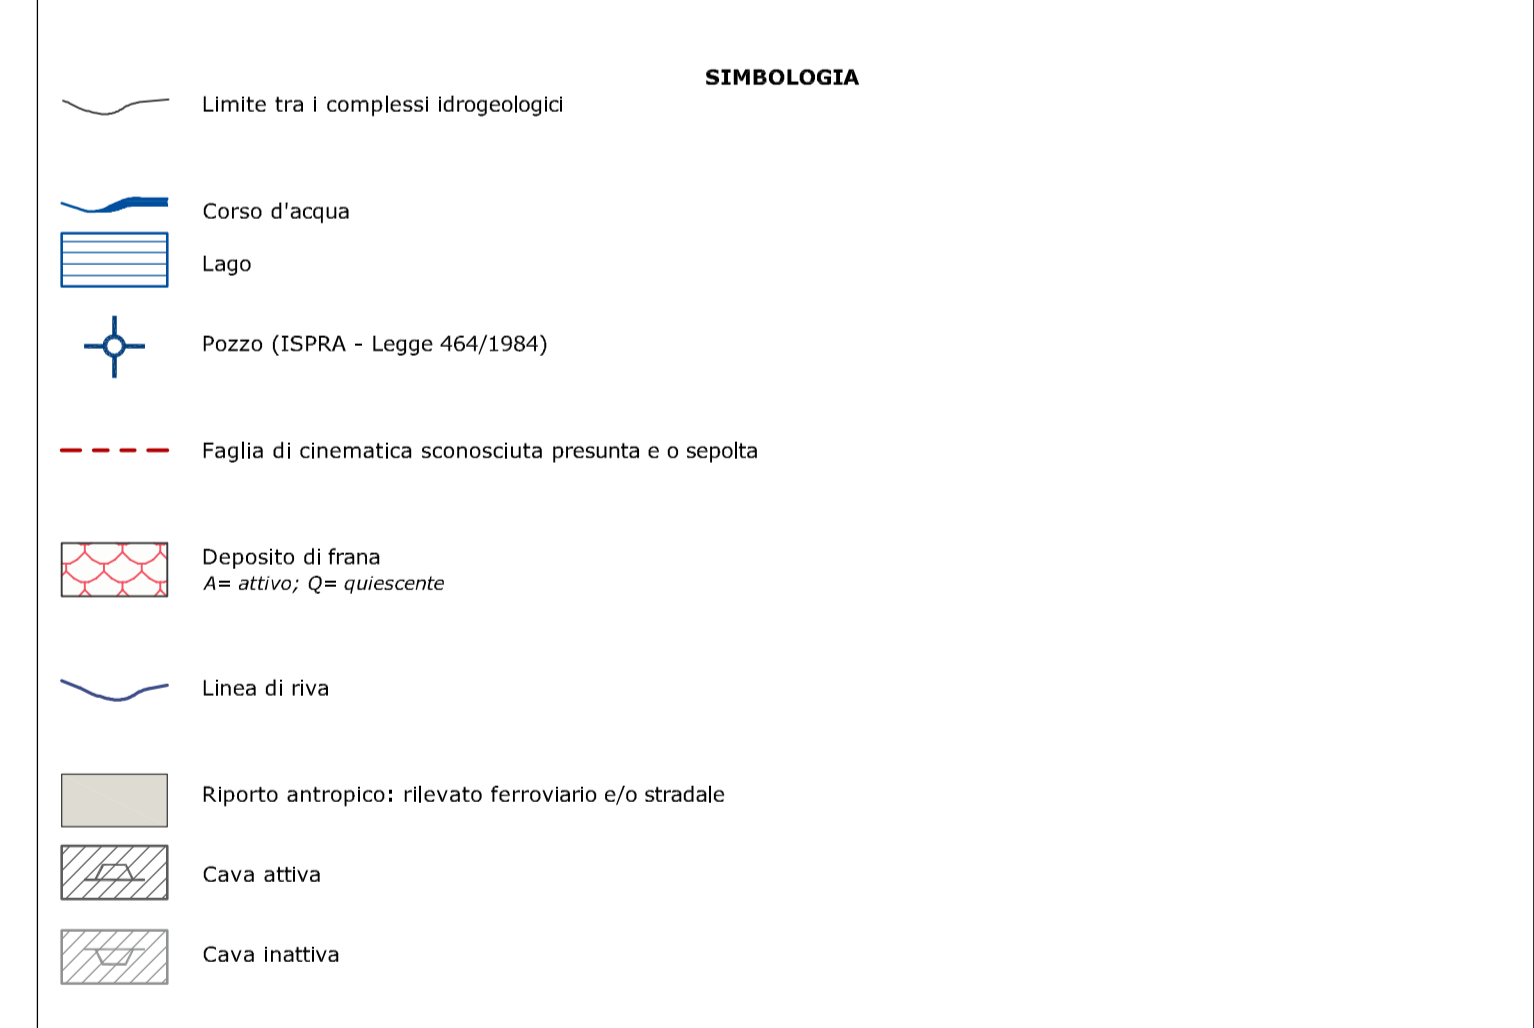 SIMBOLOGIA
Limite tra i complessi idrogeologici
Corso d'acqua
Lago
Pozzo (ISPRA - Legge 464/1984)
Faglia di cinematica sconosciuta presunta e o sepolta
Deposito di frana
A= attivo; Q= quiescente
Linea di riva
Riporto antropico: rilevato ferroviario e/o stradale
Cava attiva
Cava inattiva